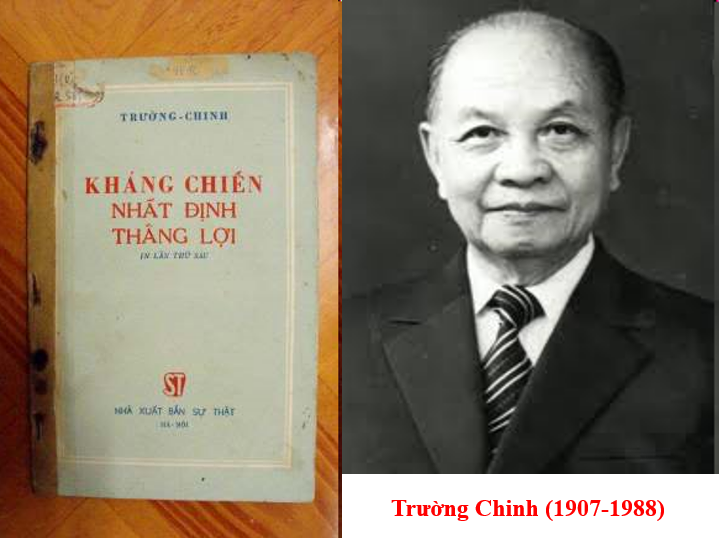 TRƯỜNG-CHINH
KHÁNG CHIẾN
NHẤT ĐỊNH
THẮNG LỢI
IN LẦN THỨ SÁU
ST
NHÀ XUẤT BẢN SỰ THẬT
HÀ-NỘI
Trường Chinh (1907-1988)